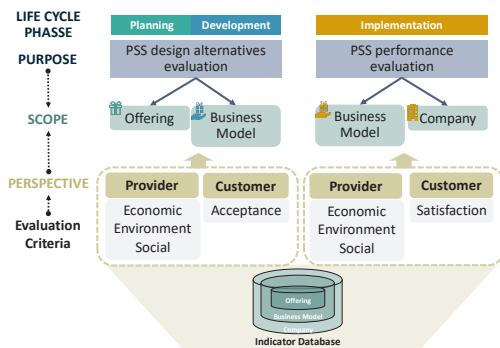 LIFE CYCLE
PHASSE
Planning
Development
Implementation
PURPOSE
PSS design alternatives
evaluation
PSS performance
evaluation
SCOPE
Offering
Business
Model
Business
Model
Company
PERSPECTIVE
Provider
Customer
Provider
Customer
Evaluation
Criteria
Economic
Environment
Social
Acceptance
Economic
Environment
Social
Satisfaction
Offering
Business Model
Company
Indicator Database